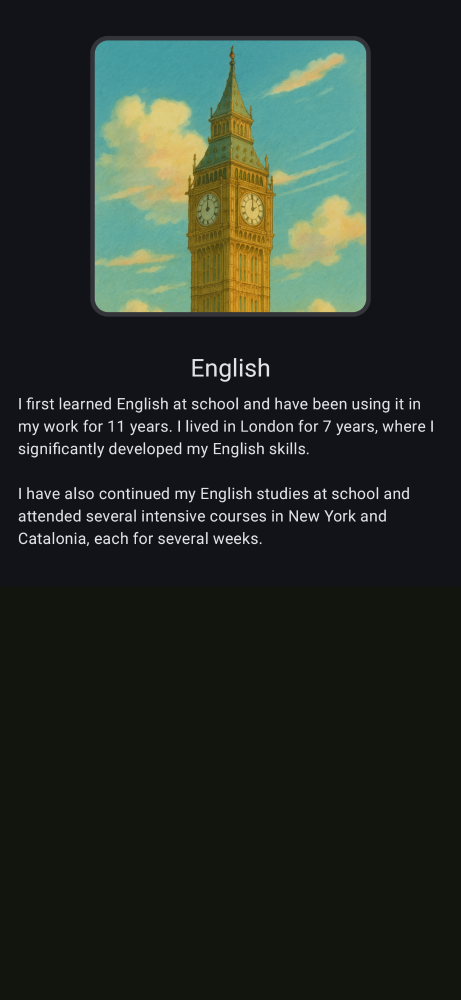 English
I first learned English at school and have been using it in
my work for 11 years. I lived in London for 7 years, where I
significantly developed my English skills.
I have also continued my English studies at school and
attended several intensive courses in New York and
Catalonia, each for several weeks.